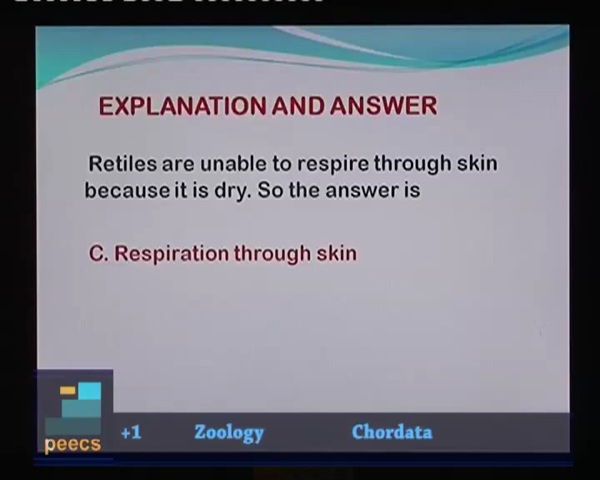 EXPLANATION AND ANSWER
Retiles are unable to respire through skin
because it is dry. So the answer is
C. Respiration through skin
peecs
+1 Zoology Chordata